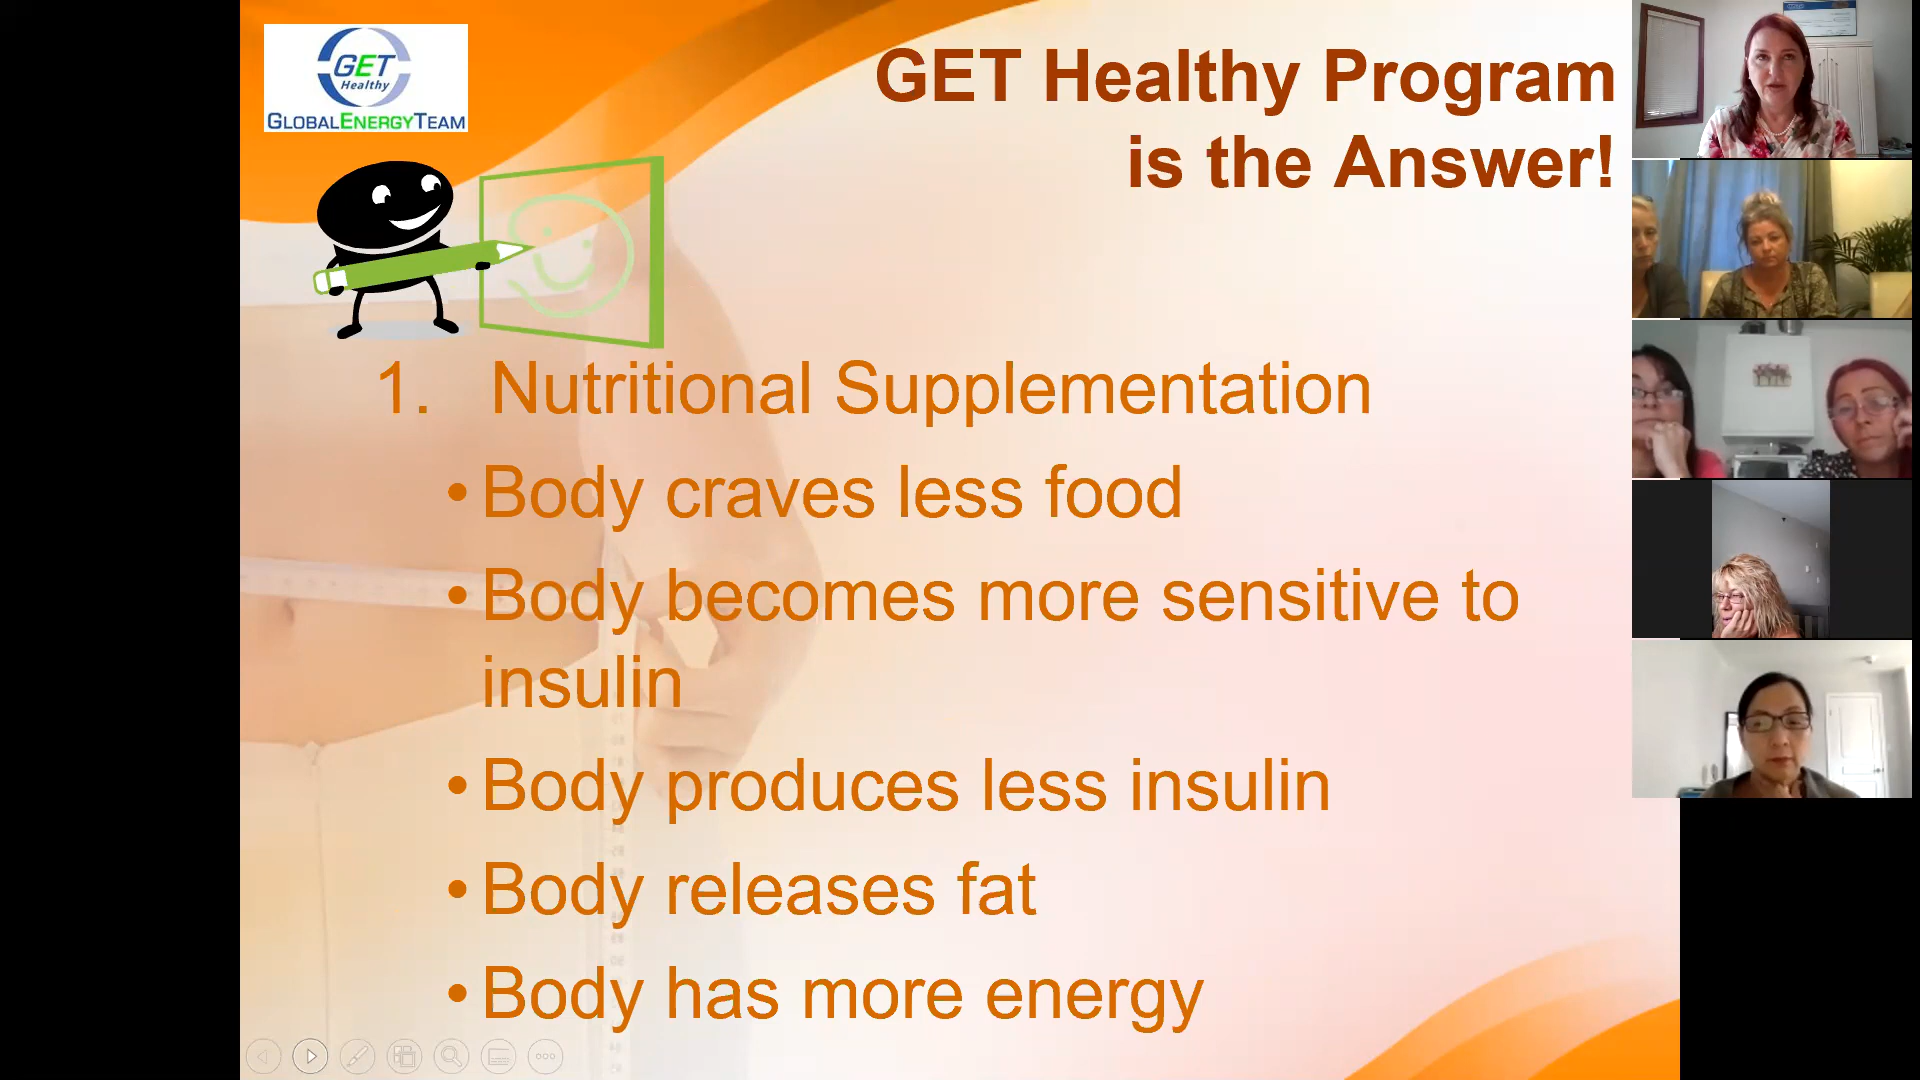 GET
Healthy
GLOBALENERGYTEAM
GET Healthy Program
is the Answer!
1. Nutritional Supplementation
• Body craves less food
• Body becomes more sensitive to
insulin
• Body produces less insulin
• Body releases fat
• Body has more energy